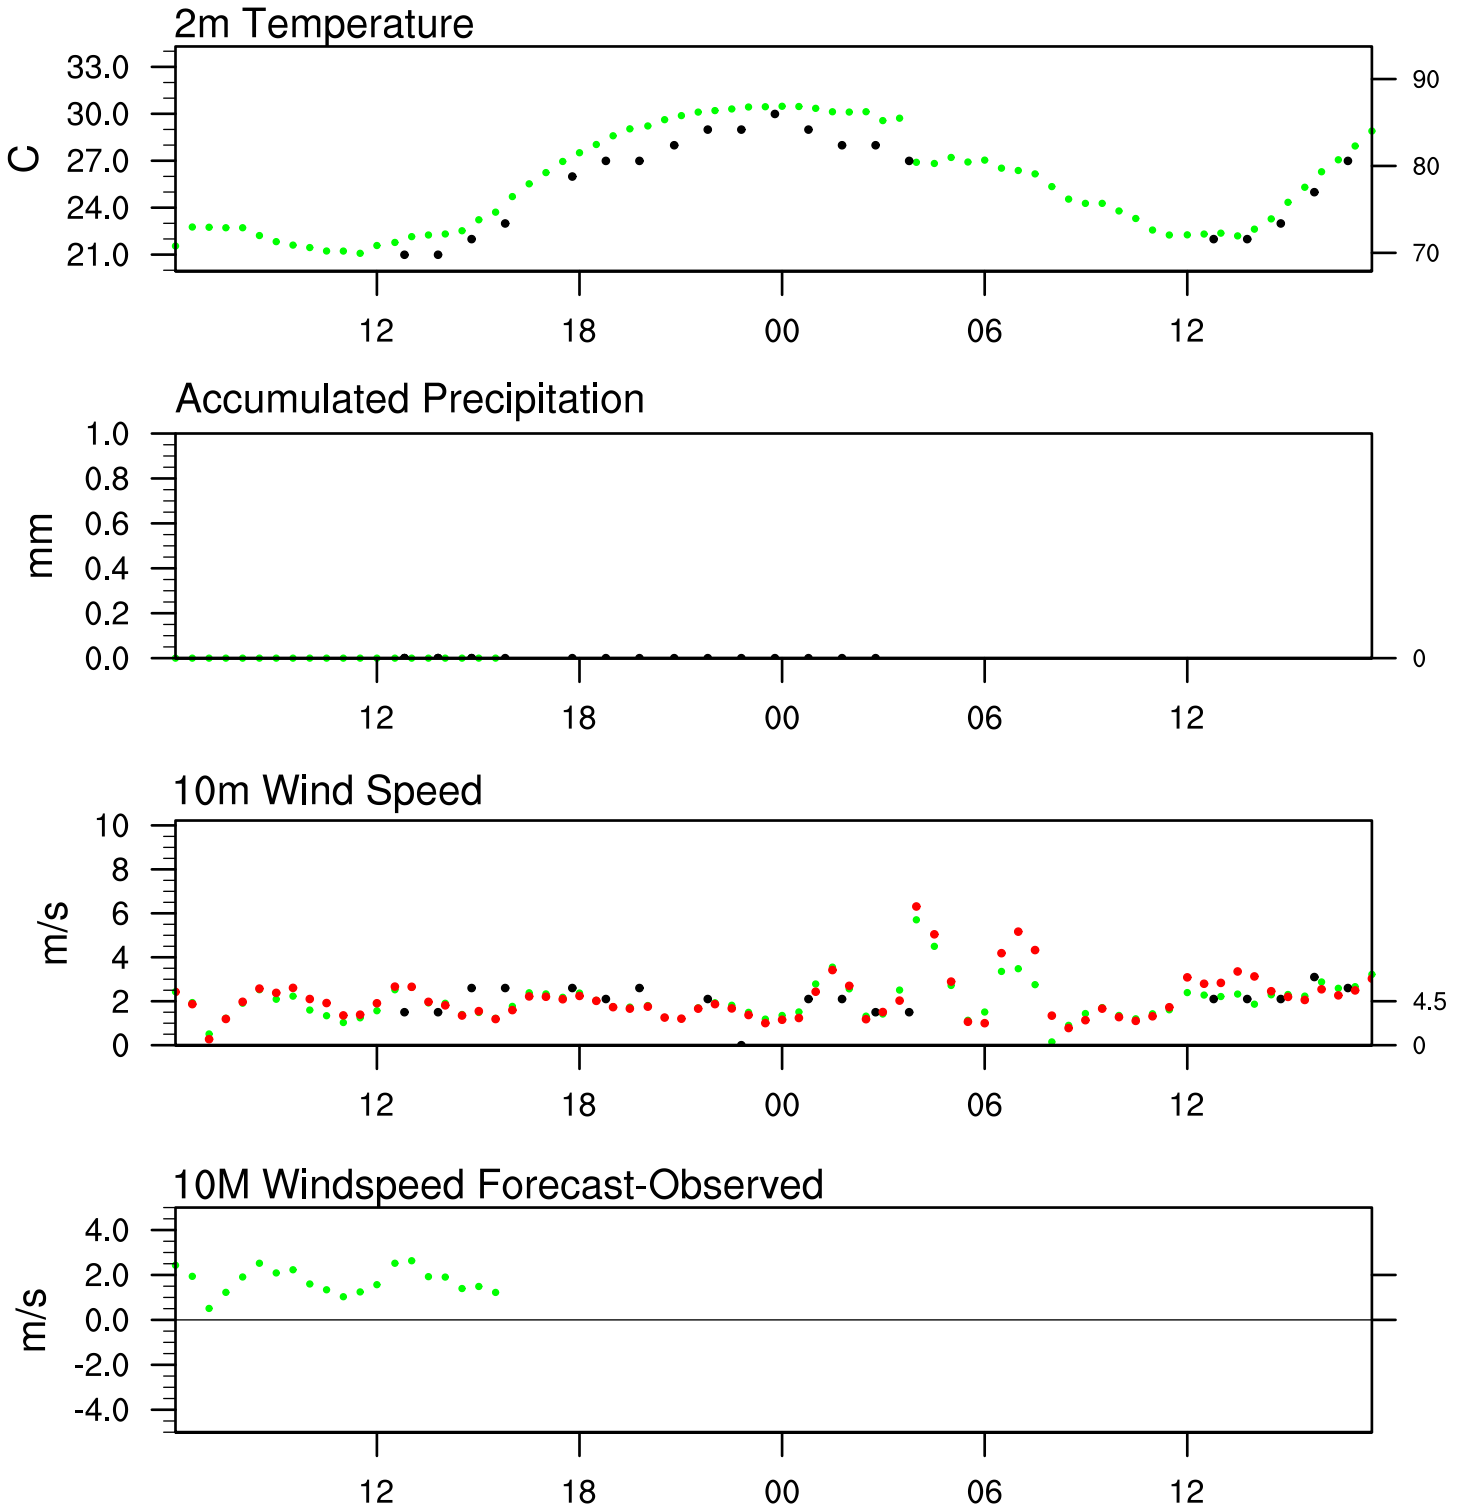 2m Temperature
33.0
30.0
27.0
24.0
21.0
C
90
80
70
12 18 00 06 12
Accumulated Precipitation
1.0
0.8
0.6
0.4
0.2
0.0
mm
0
12 18 00 06 12
10m Wind Speed
10
8
6
4
2
0
m/s
4.5
0
12 18 00 06 12
10M Windspeed Forecast-Observed
4.0
2.0
0.0
-2.0
-4.0
m/s
12 18 00 06 12